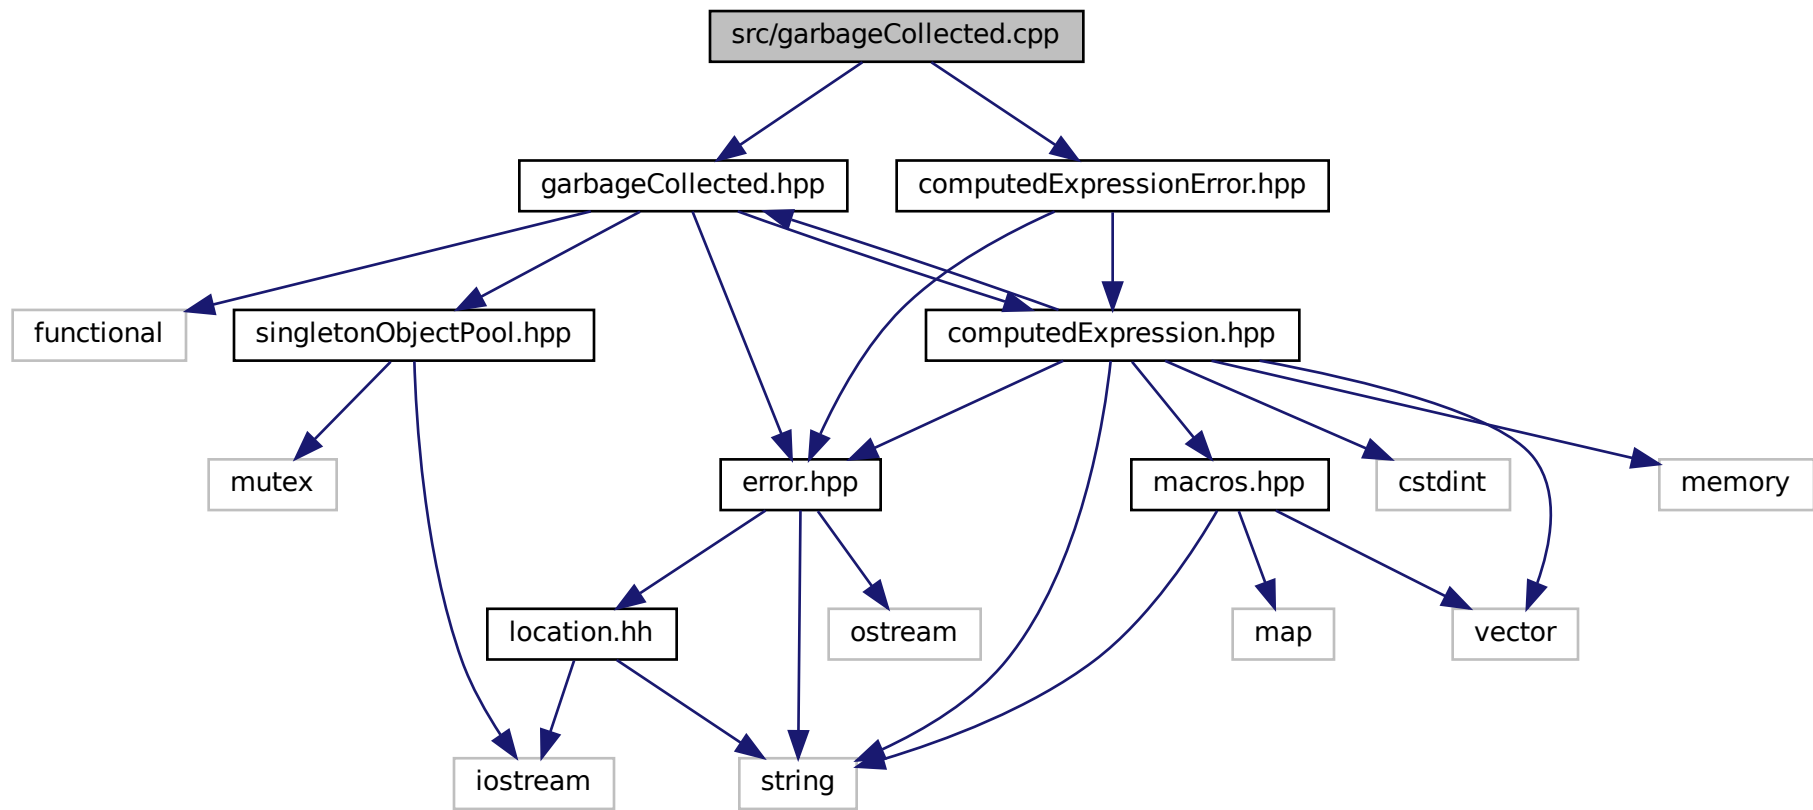 src/garbageCollected.cpp
garbageCollected.hpp
computedExpressionError.hpp
functional
singletonObjectPool.hpp
computedExpression.hpp
mutex
error.hpp
macros.hpp
cstdint
memory
location.hh
ostream
map
vector
iostream
string